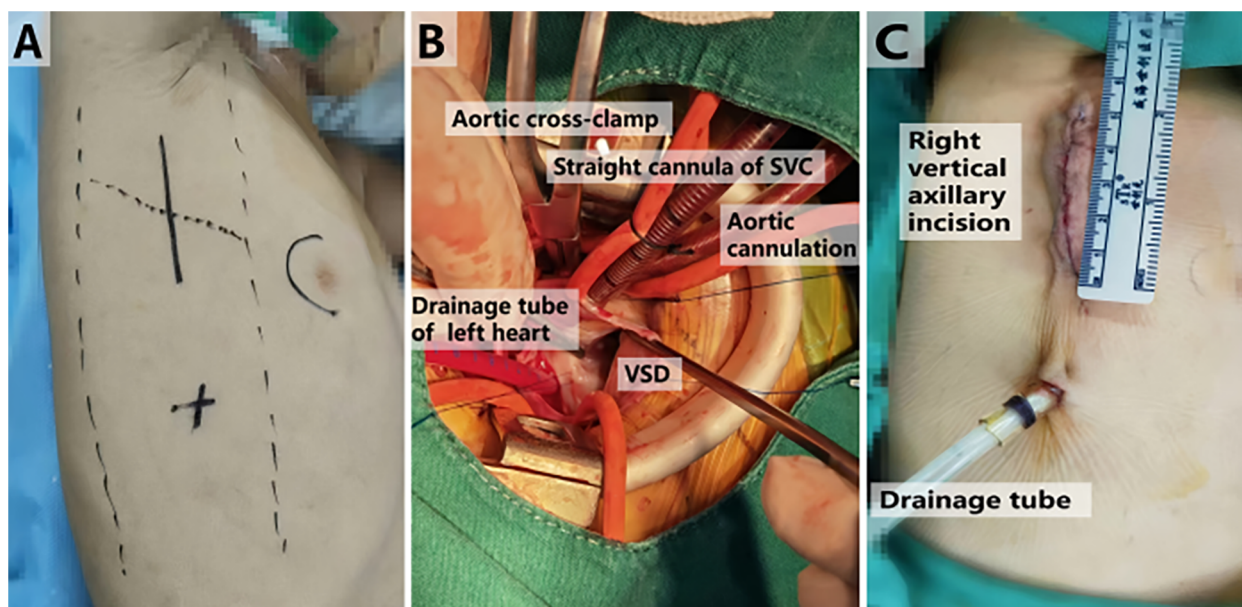 A
B
C
Aortic cross-clamp
Straight cannula of SVC
Aortic
cannulation
Drainage tube
of left heart
VSD
Right
vertical
axillary
incision
Drainage tube